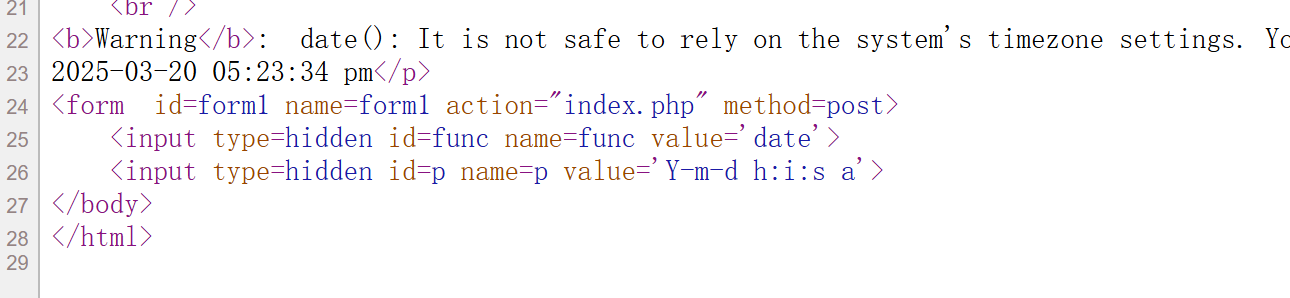 21 <br />
22 <b>Warning</b>:  date(): It is not safe to rely on the system's timezone settings.
23 2025-03-20 05:23:34 pm</p>
24 <form  id=form1 name=form1 action="index.php" method=post>
25     <input type=hidden id=func name=func value='date'>
26     <input type=hidden id=p name=p value='Y-m-d h:i:s a'>
27 </body>
28 </html>
29